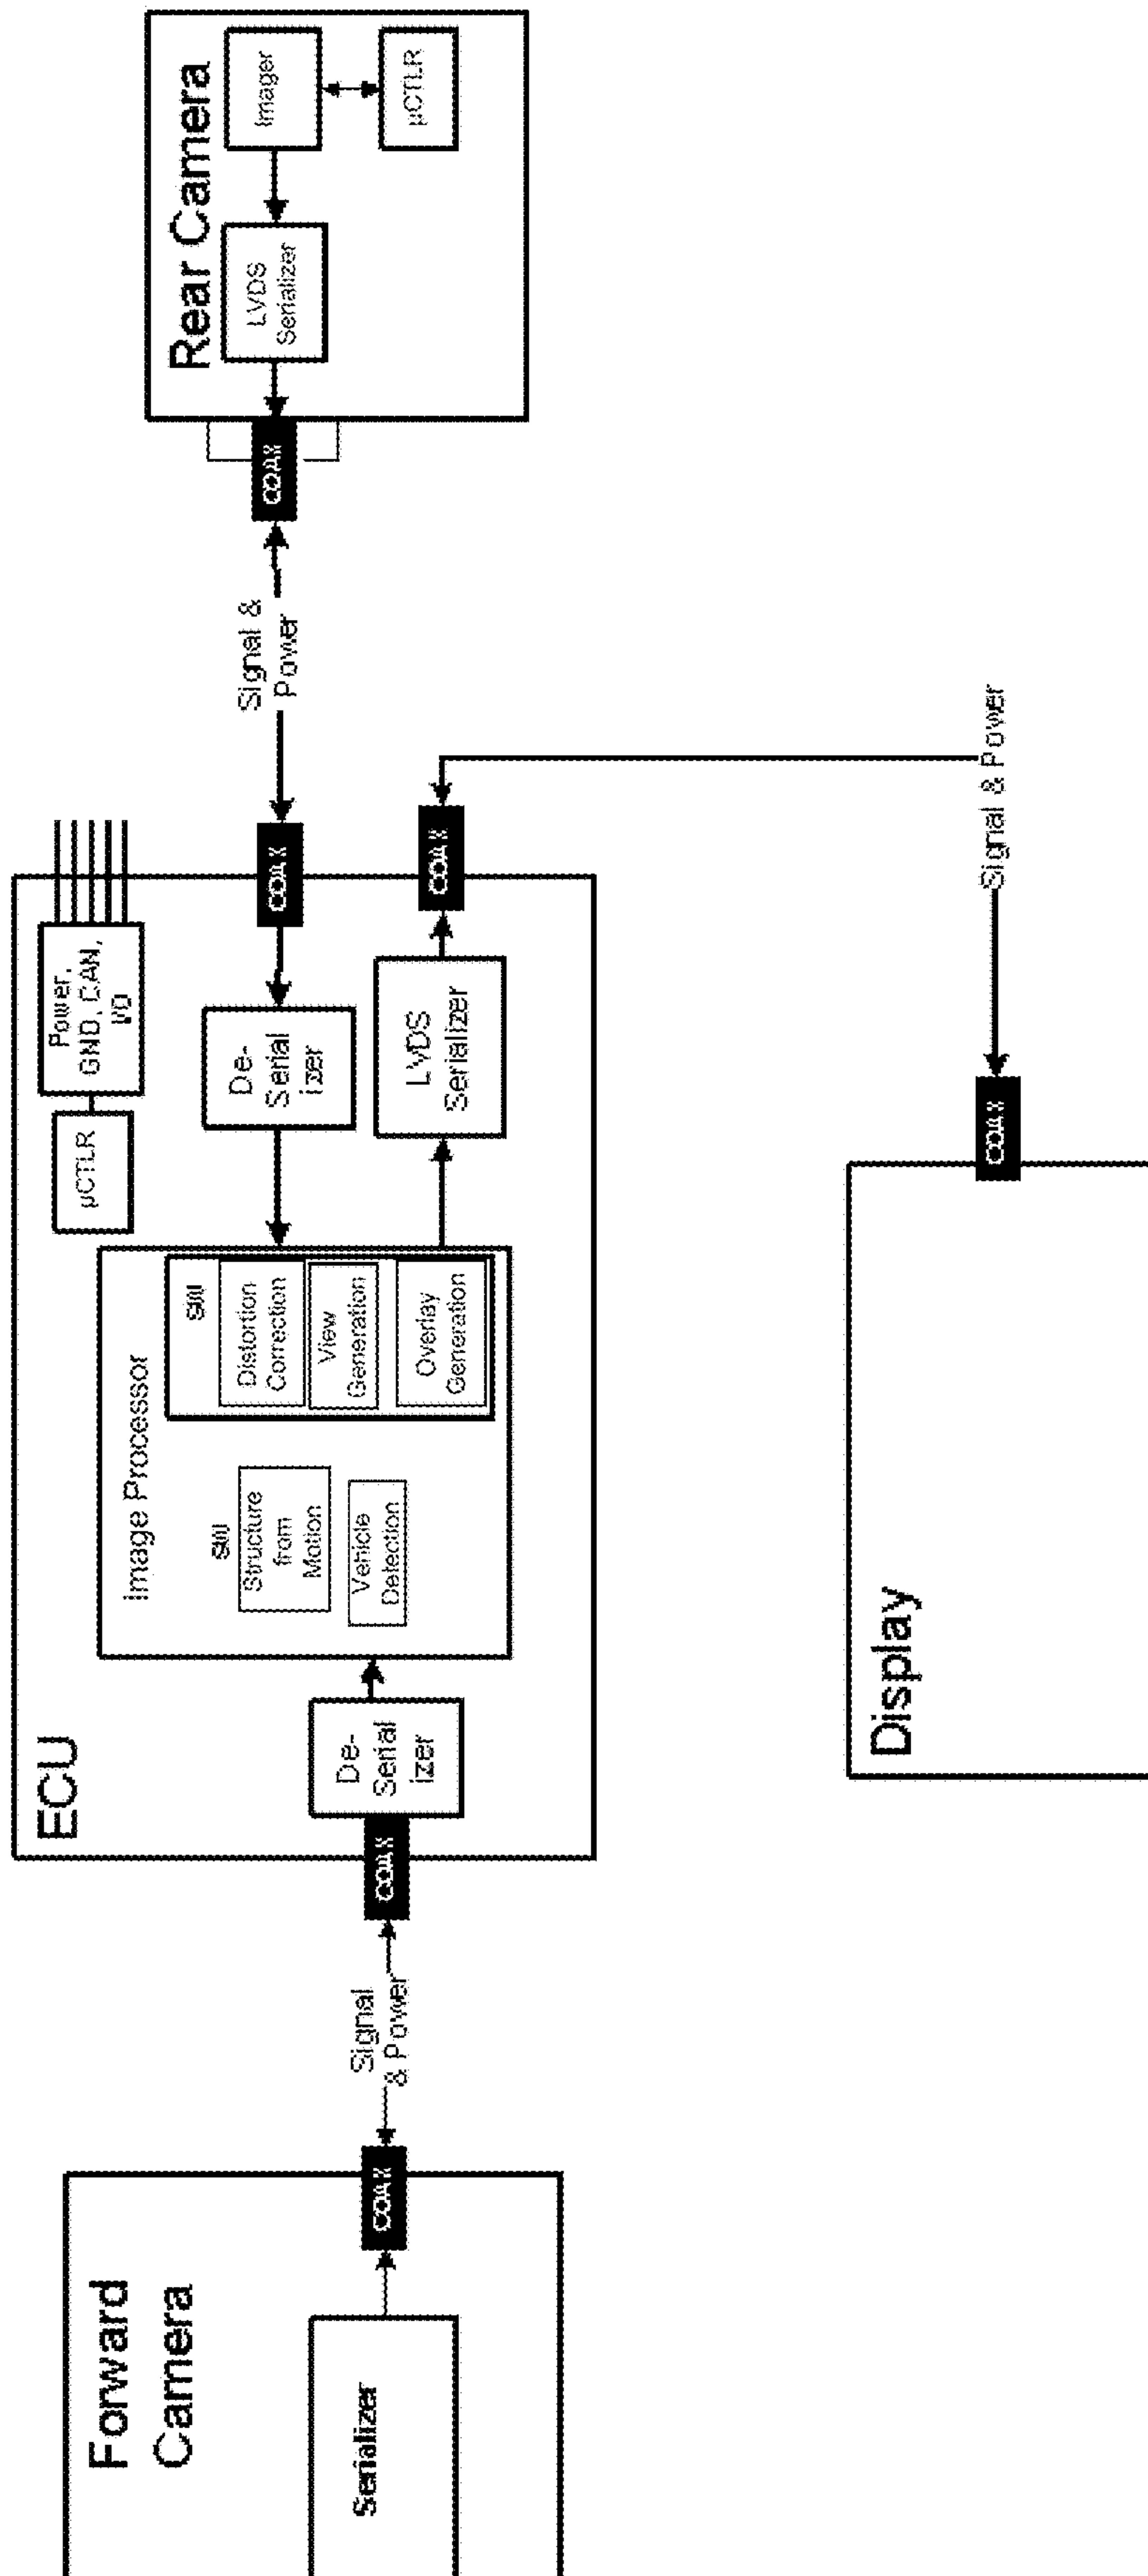 Forward
Camera
Serializer
COAX
Signal
& Power
COAX
ECU
De-
Serial
izer
Image Processor
SW
Structure
from
Motion
Vehicle
Detection
SW
Distortion
Correction
View
Generation
Overlay
Generation
µCTLR
Power,
GND, CAN,
I/O
De-
Serial
izer
LVDS
Serializer
COAX
COAX
Signal &
Power
COAX
Rear Camera
LVDS
Serializer
Imager
µCTLR
Display
COAX
Signal & Power